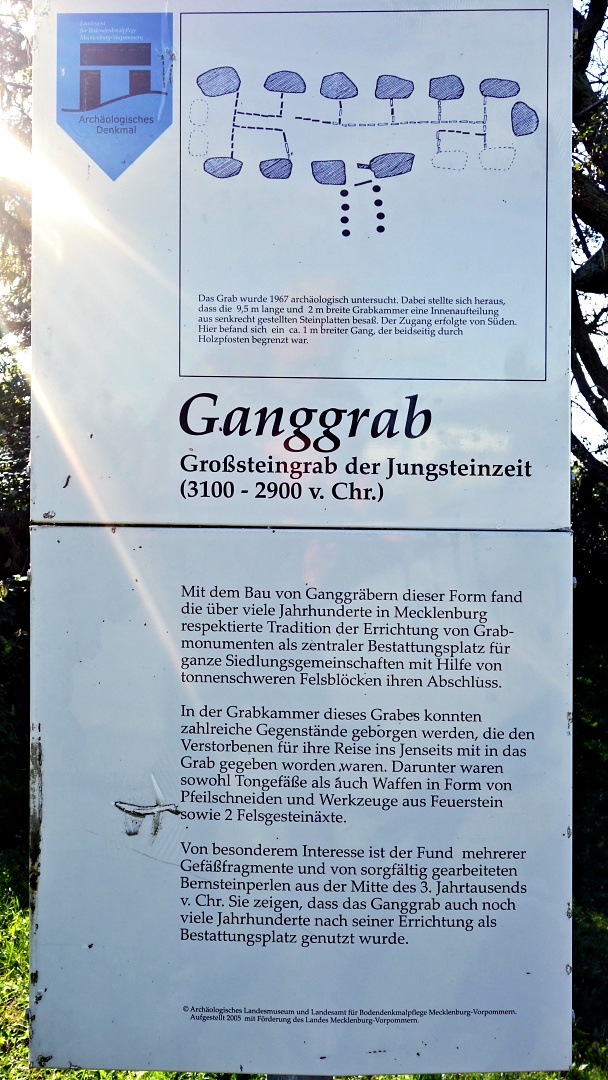 Landesamt
für Bodendenkmalpflege
Mecklenburg-Vorpommern
Archäologisches
Denkmal
Das Grab wurde 1967 archäologisch untersucht. Dabei stellte sich heraus,
dass die 9,5 m lange und 2 m breite Grabkammer eine Innenaufteilung
aus senkrecht gestellten Steinplatten besaß. Der Zugang erfolgte von Süden.
Hier befand sich ein ca. 1 m breiter Gang, der beidseitig durch
Holzpfosten begrenzt war.
Ganggrab
Großsteingrab der Jungsteinzeit
(3100 - 2900 v. Chr.)
Mit dem Bau von Ganggräbern dieser Form fand
die über viele Jahrhunderte in Mecklenburg
respektierte Tradition der Errichtung von Grab-
monumenten als zentraler Bestattungsplatz für
ganze Siedlungsgemeinschaften mit Hilfe von
tonnenschweren Felsblöcken ihren Abschluss.
In der Grabkammer dieses Grabes konnten
zahlreiche Gegenstände geborgen werden, die den
Verstorbenen für ihre Reise ins Jenseits mit in das
Grab gegeben worden waren. Darunter waren
sowohl Tongefäße als auch Waffen in Form von
Pfeilschneiden und Werkzeuge aus Feuerstein
sowie 2 Felsgesteinäxte.
Von besonderem Interesse ist der Fund mehrerer
Gefäßfragmente und von sorgfältig gearbeiteten
Bernsteinperlen aus der Mitte des 3. Jahrtausends
v. Chr. Sie zeigen, dass das Ganggrab auch noch
viele Jahrhunderte nach seiner Errichtung als
Bestattungsplatz genutzt wurde.
© Archäologisches Landesmuseum und Landesamt für Bodendenkmalpflege Mecklenburg-Vorpommern.
Aufgestellt 2005 mit Förderung des Landes Mecklenburg-Vorpommern.